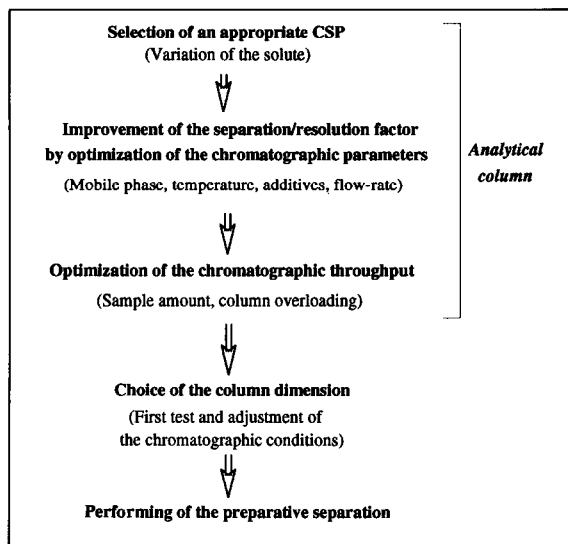 Selection of an appropriate CSP
(Variation of the solute)
Improvement of the separation/resolution factor
by optimization of the chromatographic parameters
(Mobile phase, temperature, additives, flow-rate)
Analytical
column
Optimization of the chromatographic throughput
(Sample amount, column overloading)
Choice of the column dimension
(First test and adjustment of
the chromatographic conditions)
Performing of the preparative separation